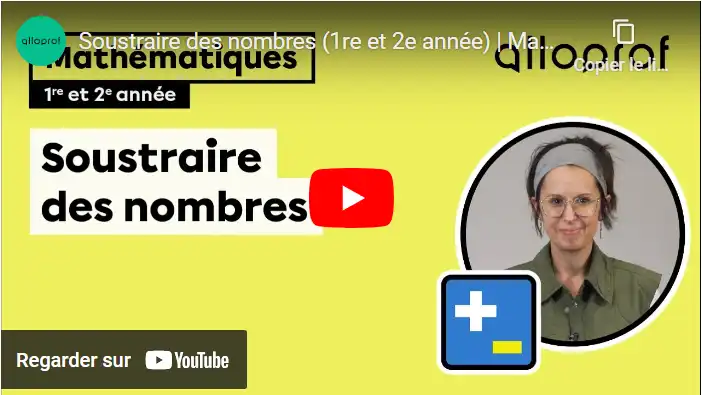 alloprof
Soustraire des nombres (1re et 2e année) | Ma...
Copier le li...
Mathématiques
alloprof
1re et 2e année
Soustraire
des nombres
Regarder sur YouTube